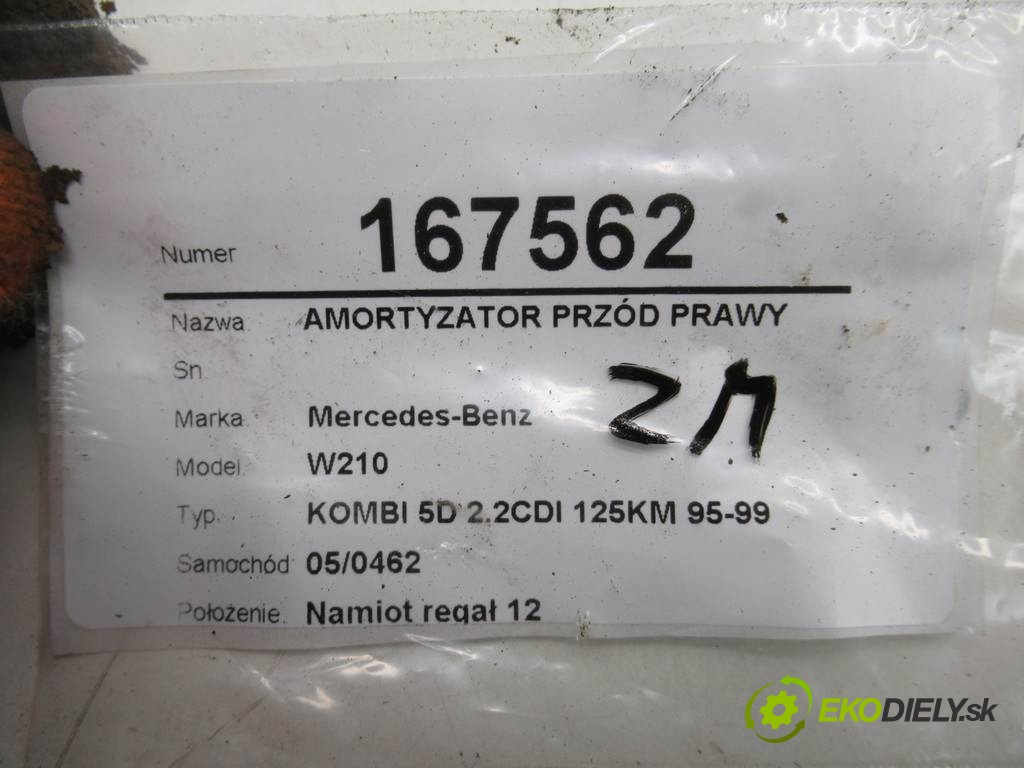 Numer 167562
Nazwa AMORTYZATOR PRZÓD PRAWY
Sn
Marka Mercedes-Benz
Model W210
Typ. KOMBI 5D 2.2CDI 125KM 95-99
Samochód 05/0462
Położenie. Namiot regał 12
EKODIELY.sk